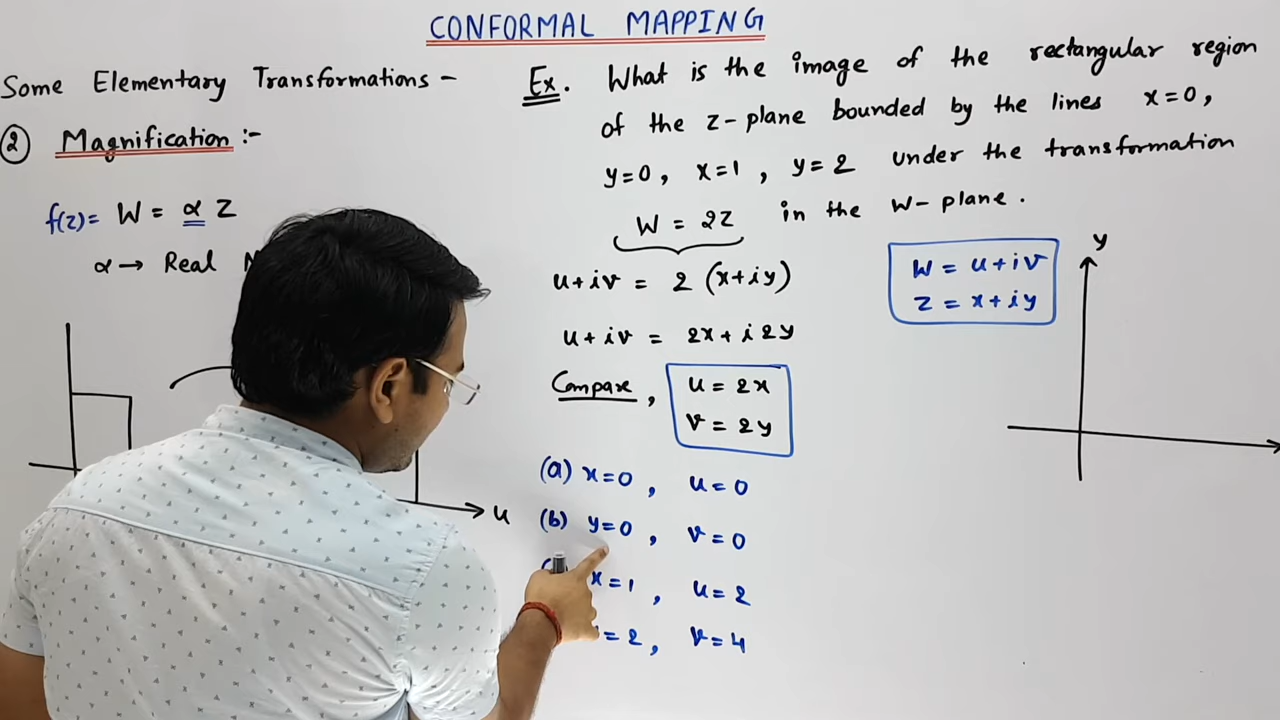 CONFORMAL MAPPING
Some Elementary Transformations -
② Magnification :-
f(z) = W = α Z
α → Real
u
Ex. What is the image of the rectangular region
of the z-plane bounded by the lines x=0,
y=0, x=1, y=2 under the transformation
W = 2Z in the w-plane.
u+iv = 2 (x+iy)
u+iv = 2x + i 2y
Compare, u = 2x
v = 2y
(a) x=0, u=0
(b) y=0, v=0
x=1, u=2
=2, v=4
W = u+iv
Z = x+iy
y